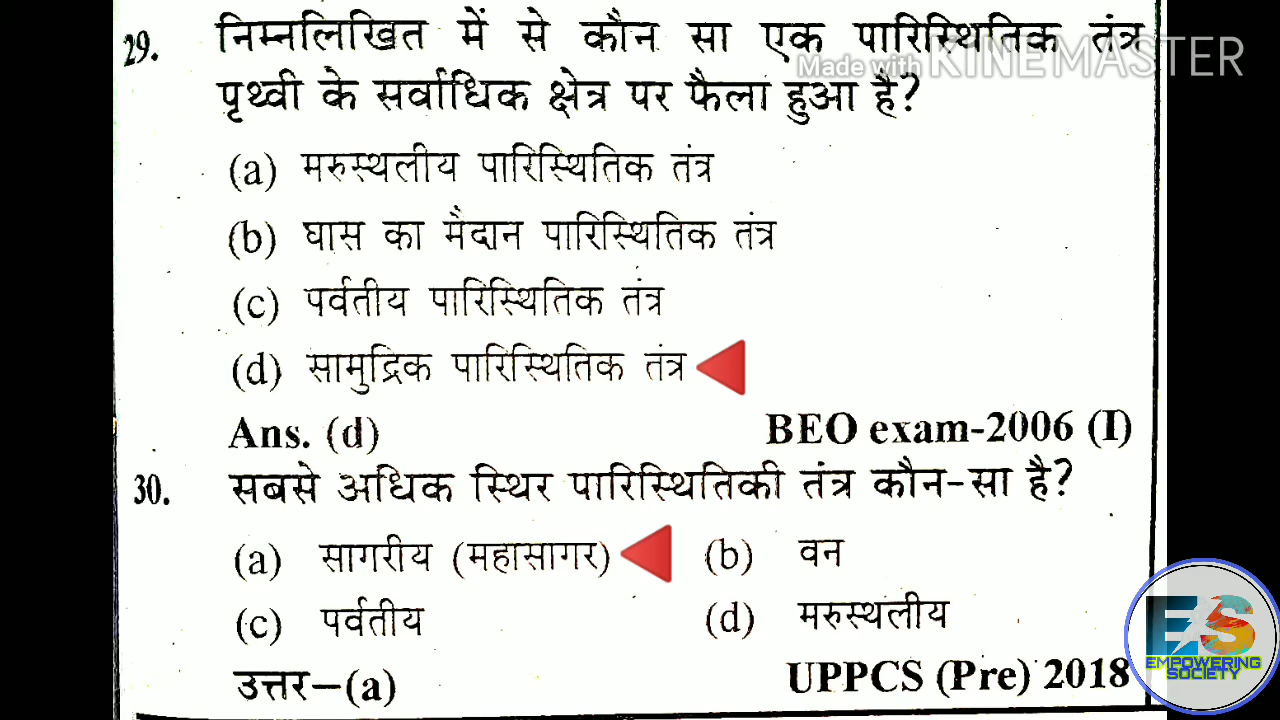 29. निम्नलिखित में से कौन सा एक पारिस्थितिक तंत्र
Made with KINEMASTER
पृथ्वी के सर्वाधिक क्षेत्र पर फैला हुआ है?
(a) मरुस्थलीय पारिस्थितिक तंत्र
(b) घास का मैदान पारिस्थितिक तंत्र
(c) पर्वतीय पारिस्थितिक तंत्र
(d) सामुद्रिक पारिस्थितिक तंत्र
Ans. (d) BEO exam-2006 (I)
30. सबसे अधिक स्थिर पारिस्थितिकी तंत्र कौन-सा है?
(a) सागरीय (महासागर) (b) वन
(c) पर्वतीय (d) मरुस्थलीय
उत्तर–(a) UPPCS (Pre) 2018
ES
EMPOWERING
SOCIETY